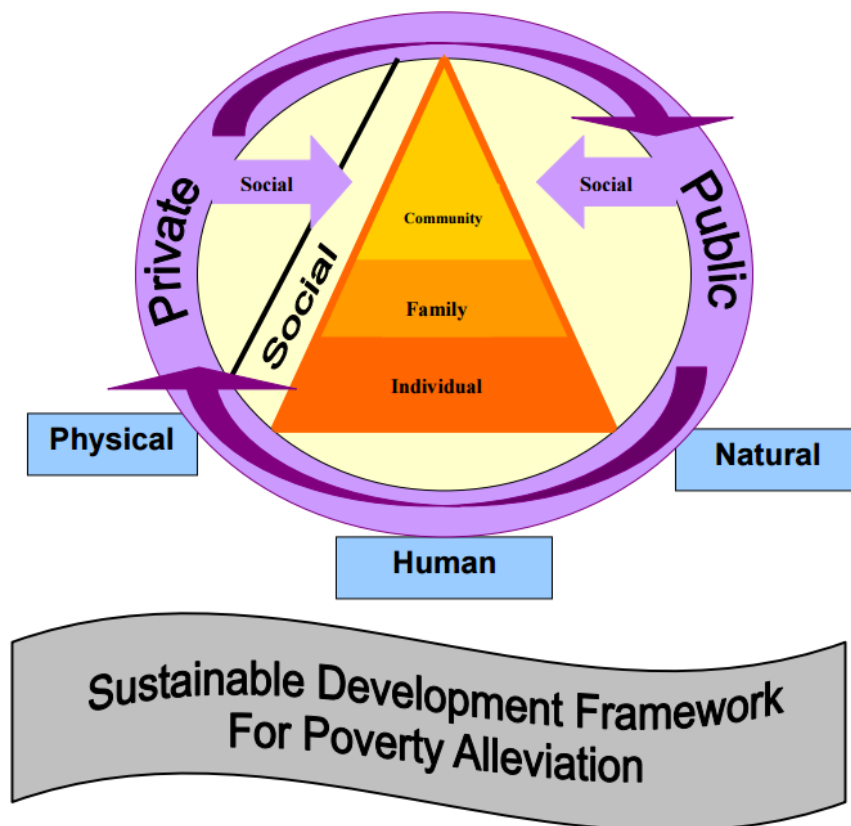 Private
Social
Social
Public
Community
Social
Family
Individual
Physical
Natural
Human
Sustainable Development Framework
For Poverty Alleviation